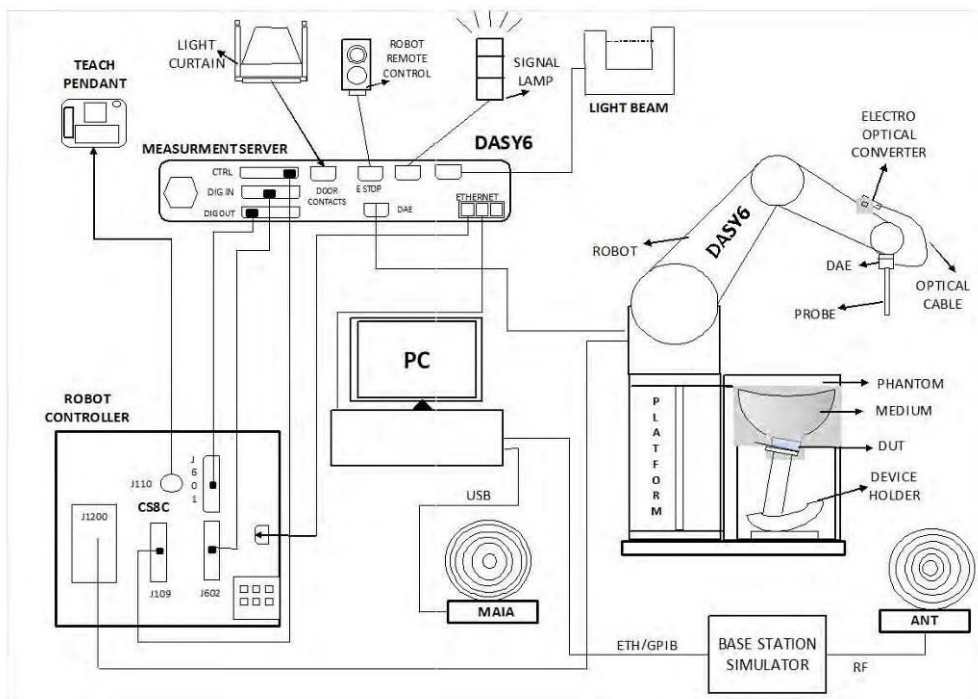 LIGHT
CURTAIN
ROBOT
REMOTE
CONTROL
SIGNAL
LAMP
LIGHT BEAM
TEACH
PENDANT
MEASURMENT SERVER
DASY6
CTRL
DIG IN
DIG OUT
DOOR
CONTACTS
E STOP
DAE
ETHERNET
ELECTRO
OPTICAL
CONVERTER
ROBOT
DASY6
DAE
OPTICAL
CABLE
PROBE
PC
PLATFORM
PHANTOM
MEDIUM
DUT
DEVICE
HOLDER
ROBOT
CONTROLLER
J110
J601
CS8C
J1200
J109
J602
USB
MAIA
ETH/GPIB
BASE STATION
SIMULATOR
RF
ANT